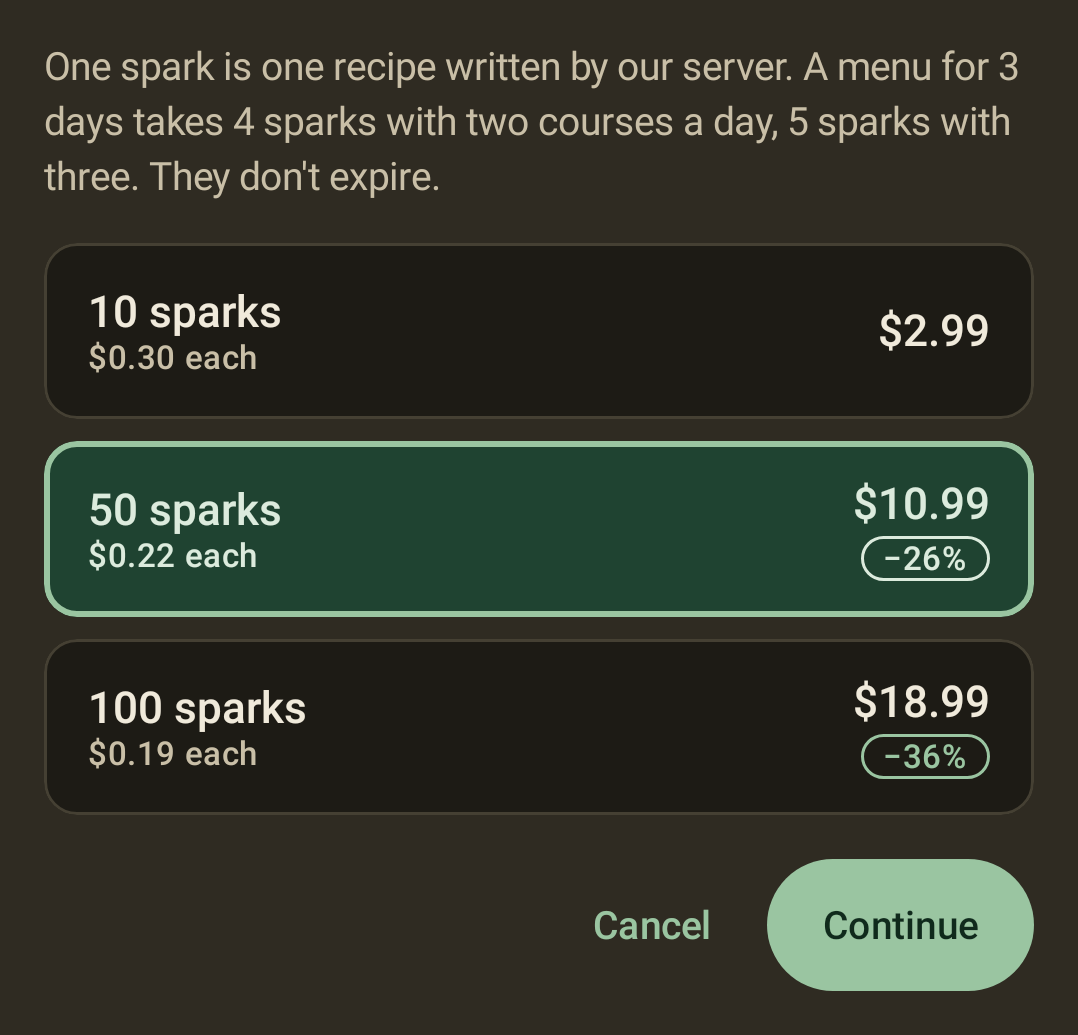 One spark is one recipe written by our server. A menu for 3
days takes 4 sparks with two courses a day, 5 sparks with
three. They don't expire.
10 sparks
$0.30 each
$2.99
50 sparks
$0.22 each
$10.99
−26%
100 sparks
$0.19 each
$18.99
−36%
Cancel
Continue